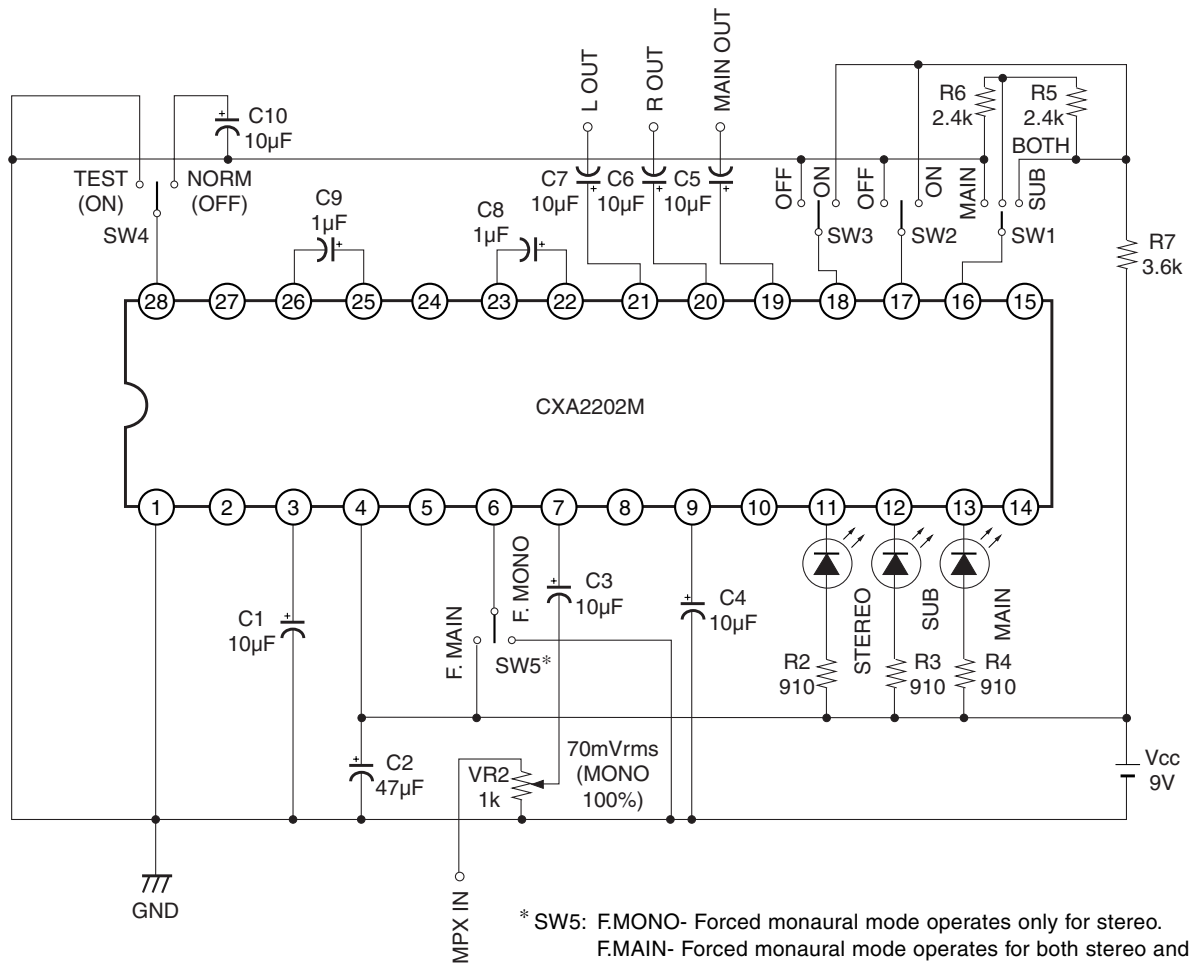 L OUT
R OUT
MAIN OUT
C10
10µF
R6
2.4k
R5
2.4k
BOTH
TEST
(ON)
NORM
(OFF)
SW4
C9
1µF
C8
1µF
C7
10µF
C6
10µF
C5
10µF
OFF
ON
OFF
ON
MAIN
SUB
SW3
SW2
SW1
R7
3.6k
28
27
26
25
24
23
22
21
20
19
18
17
16
15
CXA2202M
1
2
3
4
5
6
7
8
9
10
11
12
13
14
C1
10µF
F. MAIN
F. MONO
SW5*
C3
10µF
C4
10µF
STEREO
SUB
MAIN
R2
910
R3
910
R4
910
C2
47µF
VR2
1k
70mVrms
(MONO
100%)
Vcc
9V
GND
MPX IN
* SW5: F.MONO- Forced monaural mode operates only for stereo.
F.MAIN- Forced monaural mode operates for both stereo and